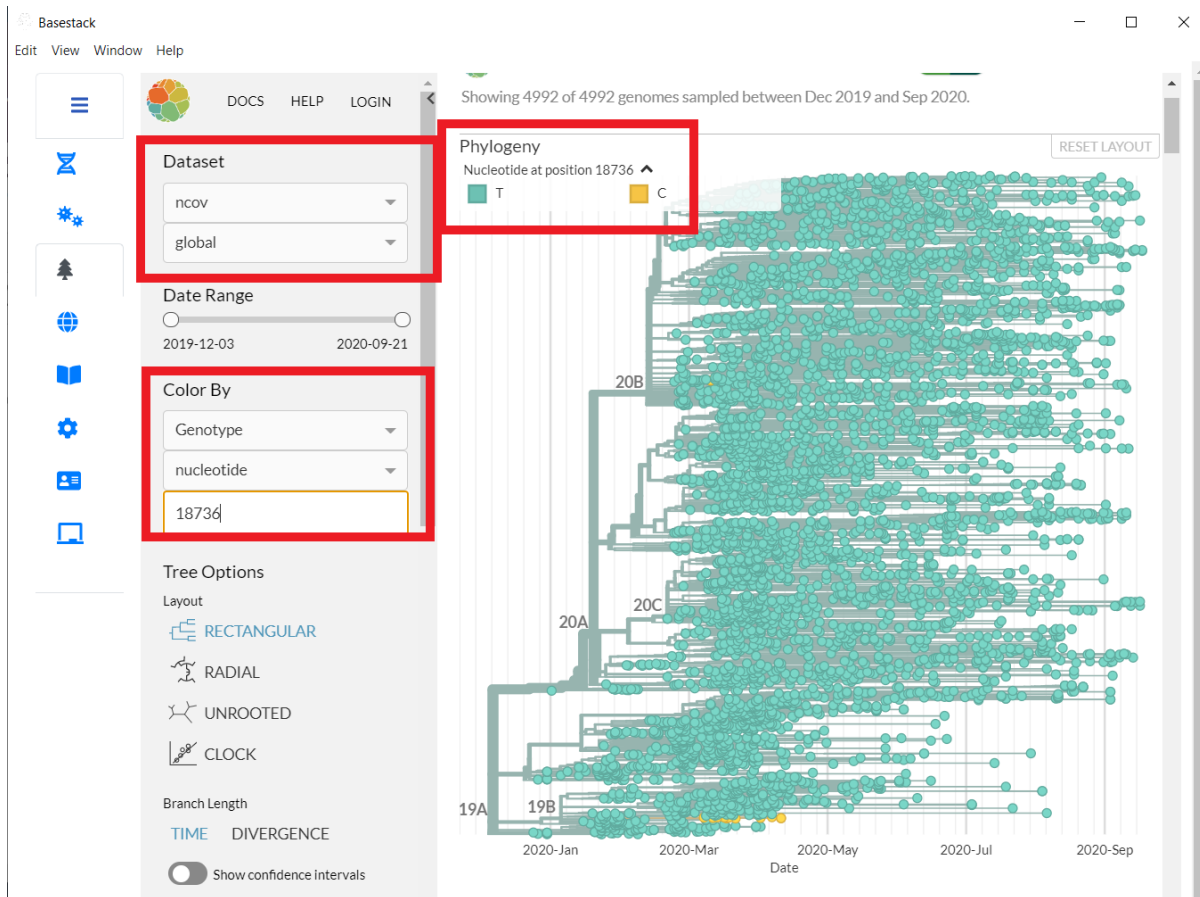 Basestack
Edit View Window Help
DOCS HELP LOGIN
Dataset
ncov
global
Date Range
2019-12-03 2020-09-21
Color By
Genotype
nucleotide
18736
Tree Options
Layout
RECTANGULAR
RADIAL
UNROOTED
CLOCK
Branch Length
TIME DIVERGENCE
Show confidence intervals
Showing 4992 of 4992 genomes sampled between Dec 2019 and Sep 2020.
Phylogeny
RESET LAYOUT
Nucleotide at position 18736
T C
20B
20C
20A
19B
19A
2020-Jan 2020-Mar 2020-May 2020-Jul 2020-Sep
Date